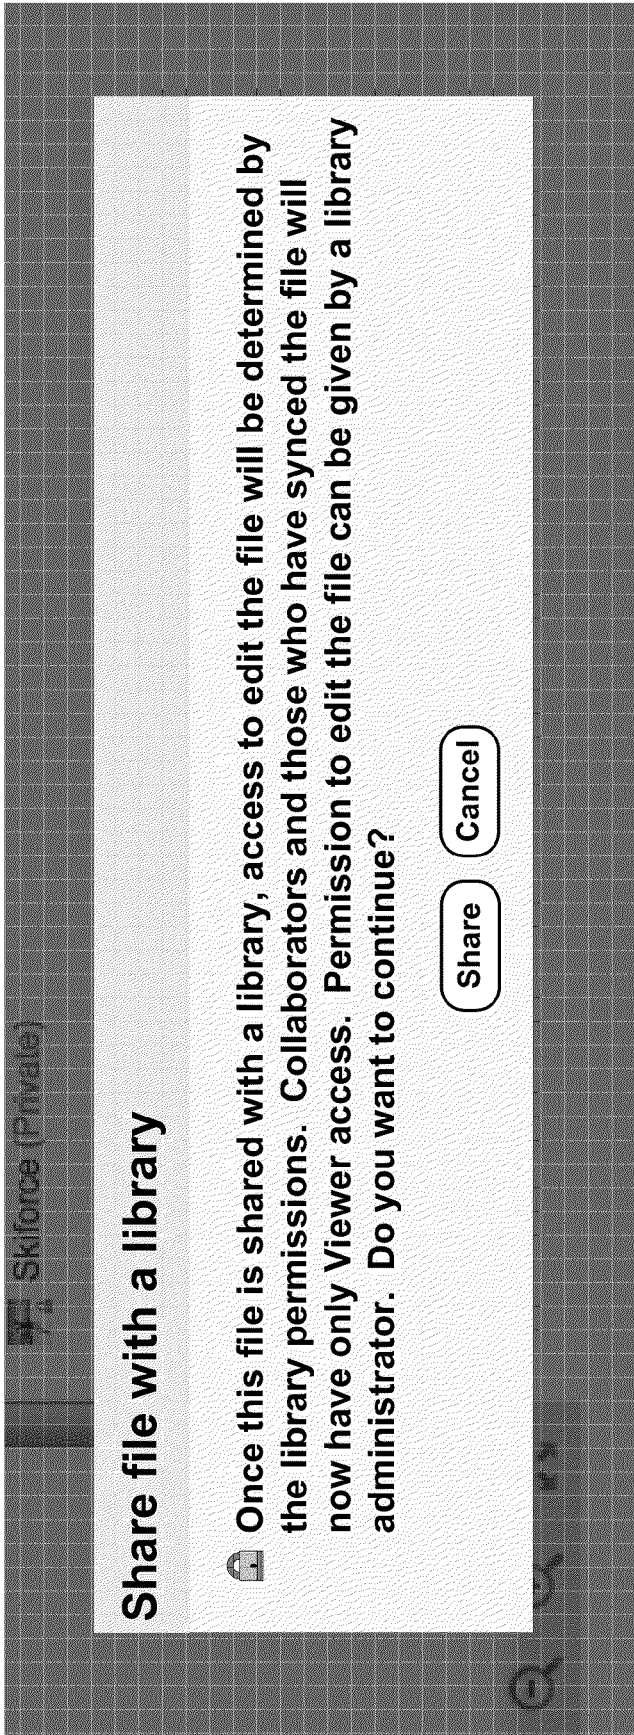 Skiforce (Private)
Share file with a library
Once this file is shared with a library, access to edit the file will be determined by
the library permissions.  Collaborators and those who have synced the file will
now have only Viewer access.  Permission to edit the file can be given by a library
administrator.  Do you want to continue?
Share Cancel